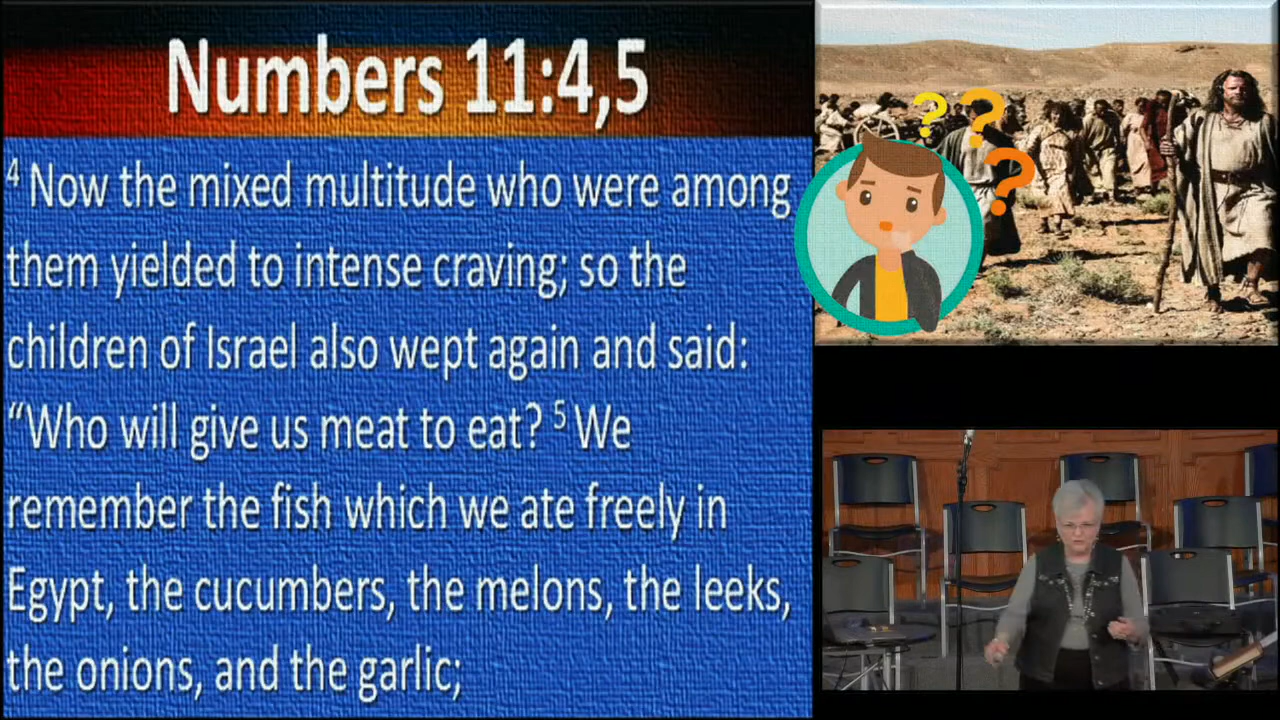 Numbers 11:4,5
4 Now the mixed multitude who were among
them yielded to intense craving; so the
children of Israel also wept again and said:
“Who will give us meat to eat? 5 We
remember the fish which we ate freely in
Egypt, the cucumbers, the melons, the leeks,
the onions, and the garlic;
? ? ?